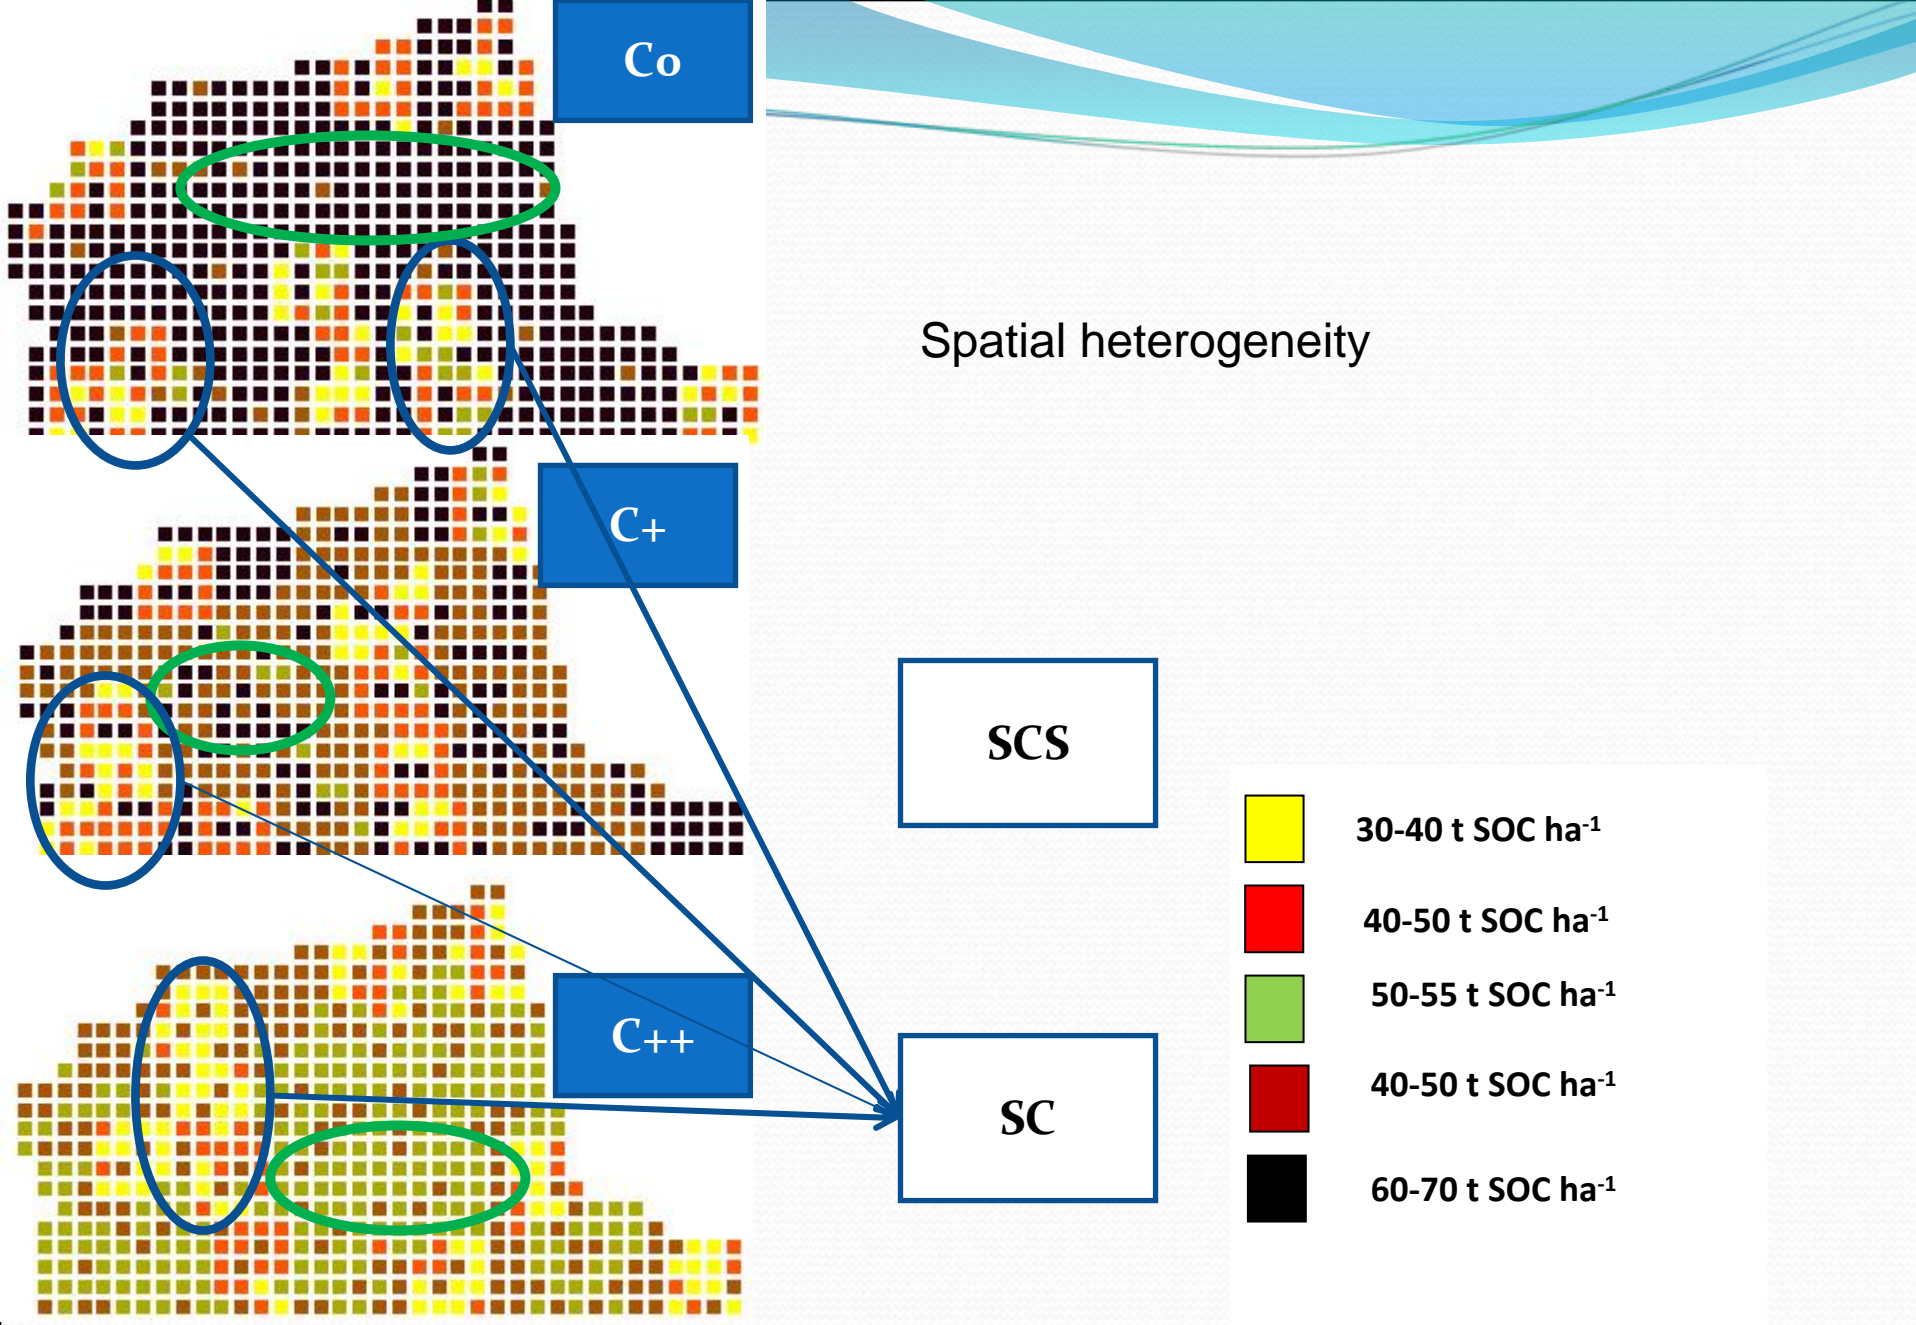 Co
Spatial heterogeneity
C+
SCS
30-40 t SOC ha⁻¹
40-50 t SOC ha⁻¹
50-55 t SOC ha⁻¹
C++
40-50 t SOC ha⁻¹
SC
60-70 t SOC ha⁻¹